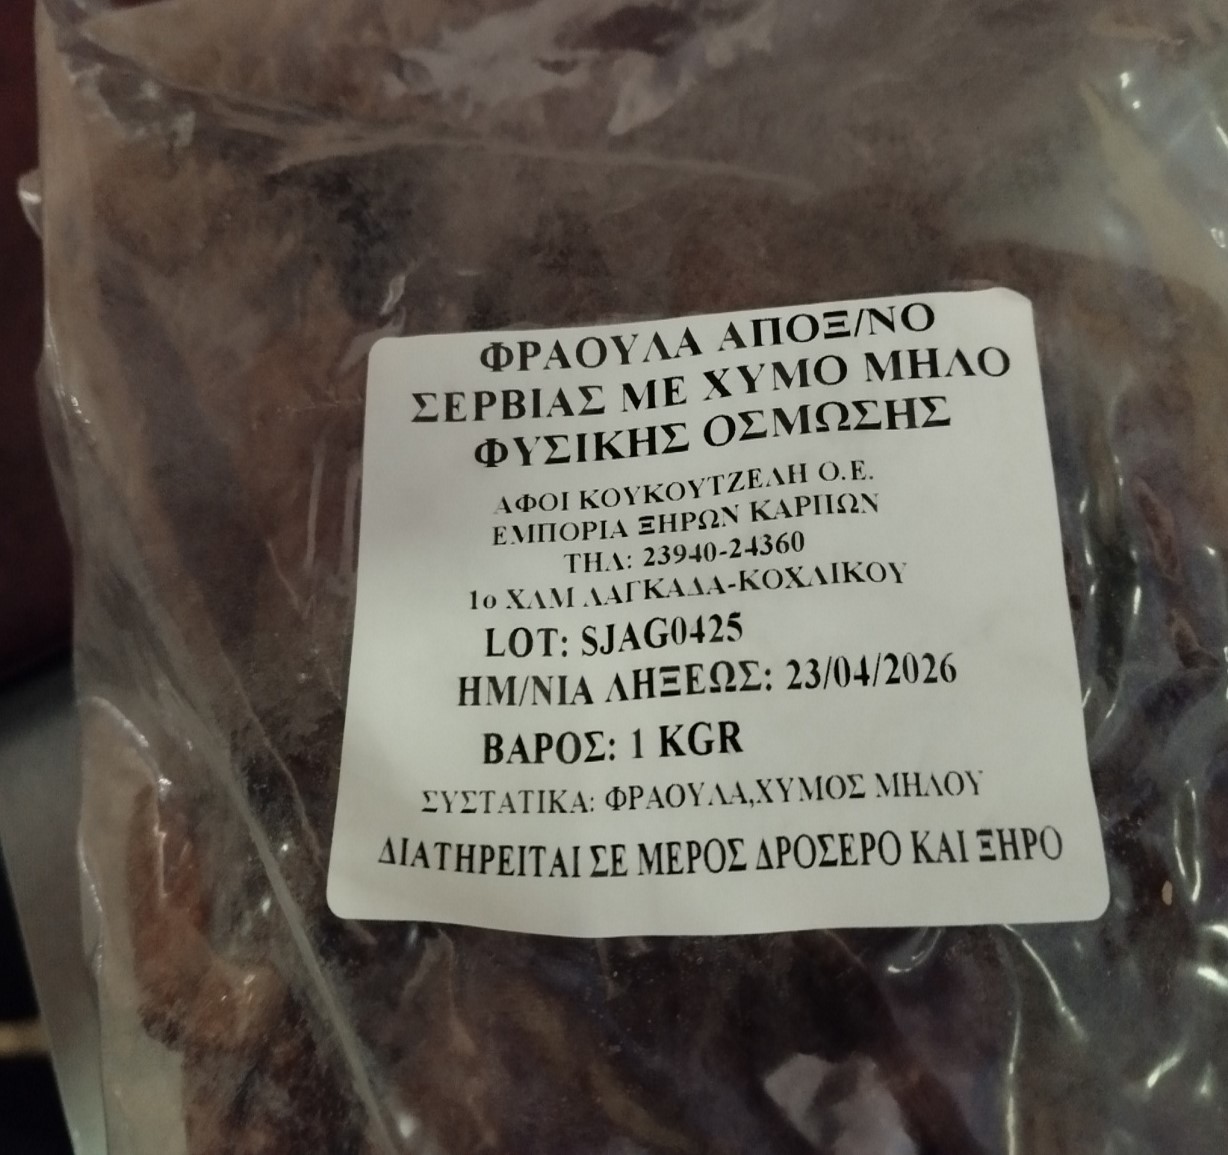 ΦΡΑΟΥΛΑ ΑΠΟΞ/ΝΟ
ΣΕΡΒΙΑΣ ΜΕ ΧΥΜΟ ΜΗΛΟ
ΦΥΣΙΚΗΣ ΟΣΜΩΣΗΣ
ΑΦΟΙ ΚΟΥΚΟΥΤΖΕΛΗ Ο.Ε.
ΕΜΠΟΡΙΑ ΞΗΡΩΝ ΚΑΡΠΩΝ
ΤΗΛ: 23940-24360
1ο ΧΛΜ ΛΑΓΚΑΔΑ-ΚΟΧΛΙΚΟΥ
LOT: SJAG0425
ΗΜ/ΝΙΑ ΛΗΞΕΩΣ: 23/04/2026
ΒΑΡΟΣ: 1 KGR
ΣΥΣΤΑΤΙΚΑ: ΦΡΑΟΥΛΑ,ΧΥΜΟΣ ΜΗΛΟΥ
ΔΙΑΤΗΡΕΙΤΑΙ ΣΕ ΜΕΡΟΣ ΔΡΟΣΕΡΟ ΚΑΙ ΞΗΡΟ